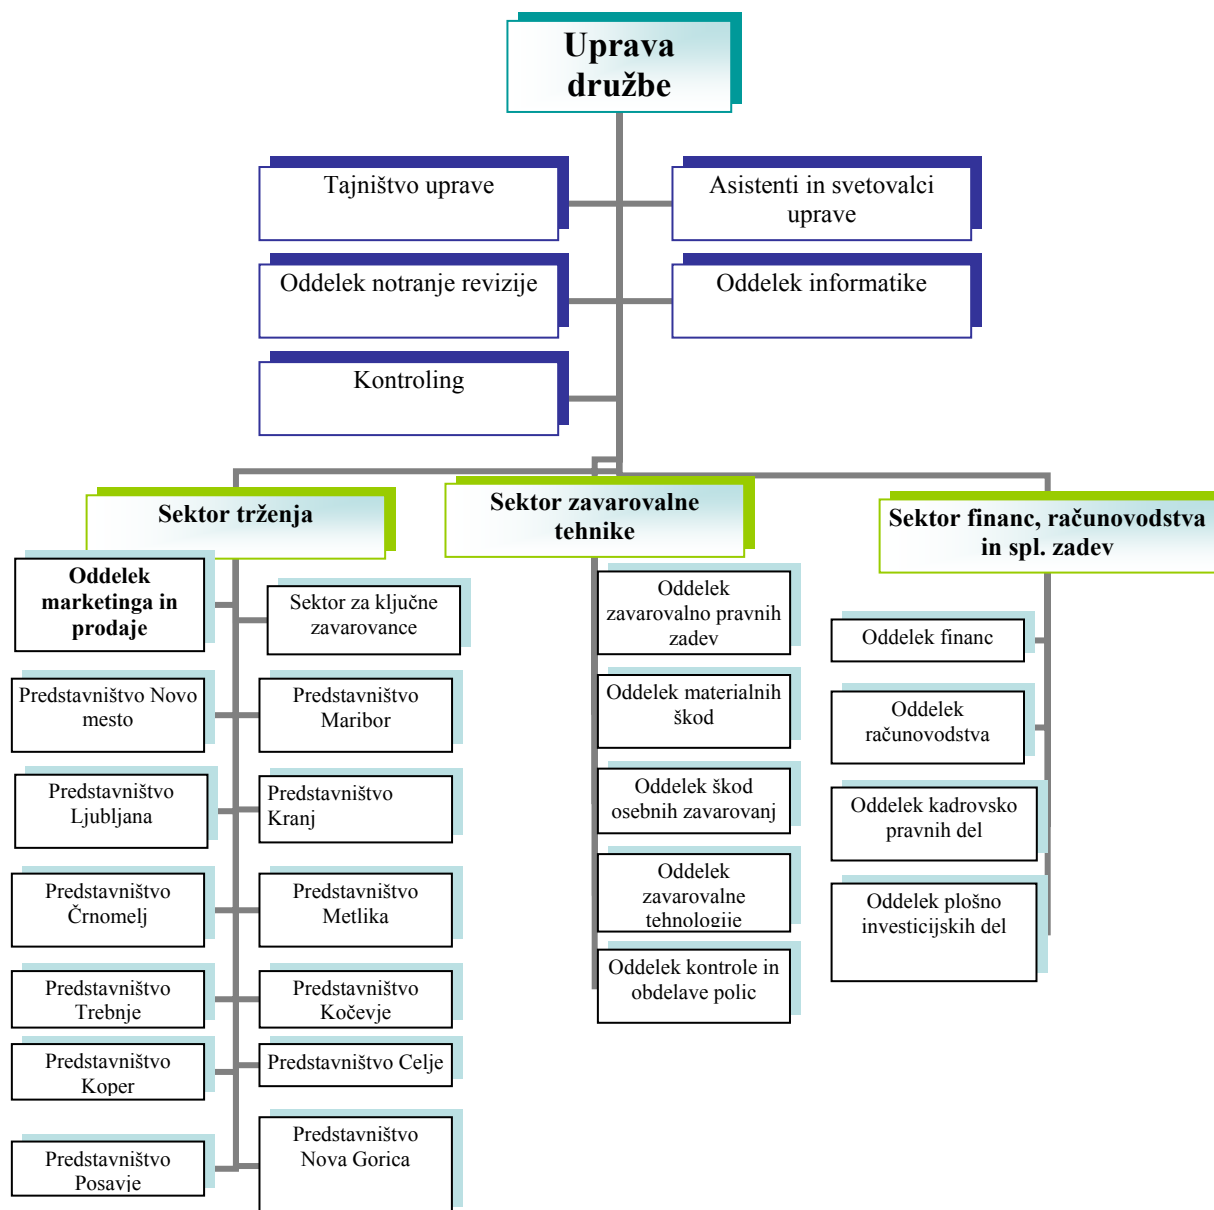 Uprava
družbe
Tajništvo uprave
Asistenti in svetovalci
uprave
Oddelek notranje revizije
Oddelek informatike
Kontroling
Sektor trženja
Sektor zavarovalne
tehnike
Sektor financ, računovodstva
in spl. zadev
Oddelek
marketinga in
prodaje
Sektor za ključne
zavarovance
Predstavništvo Novo
mesto
Predstavništvo
Maribor
Predstavništvo
Ljubljana
Predstavništvo
Kranj
Predstavništvo
Črnomelj
Predstavništvo
Metlika
Predstavništvo
Trebnje
Predstavništvo
Kočevje
Predstavništvo
Koper
Predstavništvo Celje
Predstavništvo
Posavje
Predstavništvo
Nova Gorica
Oddelek
zavarovalno pravnih
zadev
Oddelek materialnih
škod
Oddelek škod
osebnih zavarovanj
Oddelek
zavarovalne
tehnologije
Oddelek kontrole in
obdelave polic
Oddelek financ
Oddelek
računovodstva
Oddelek kadrovsko
pravnih del
Oddelek plošno
investicijskih del